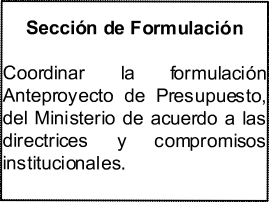 Sección de Formulación
Coordinar la formulación
Anteproyecto de Presupuesto,
del Ministerio de acuerdo a las
directrices y compromisos
institucionales.